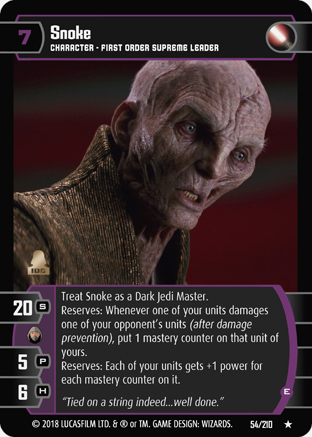 7 Snoke
CHARACTER - FIRST ORDER SUPREME LEADER
20 S
5 P
6 H
Treat Snoke as a Dark Jedi Master.
Reserves: Whenever one of your units damages
one of your opponent's units (after damage
prevention), put 1 mastery counter on that unit of
yours.
Reserves: Each of your units gets +1 power for
each mastery counter on it.
"Tied on a string indeed...well done."
E
© 2018 LUCASFILM LTD. & ® or TM. GAME DESIGN: WIZARDS. 54/210 ★